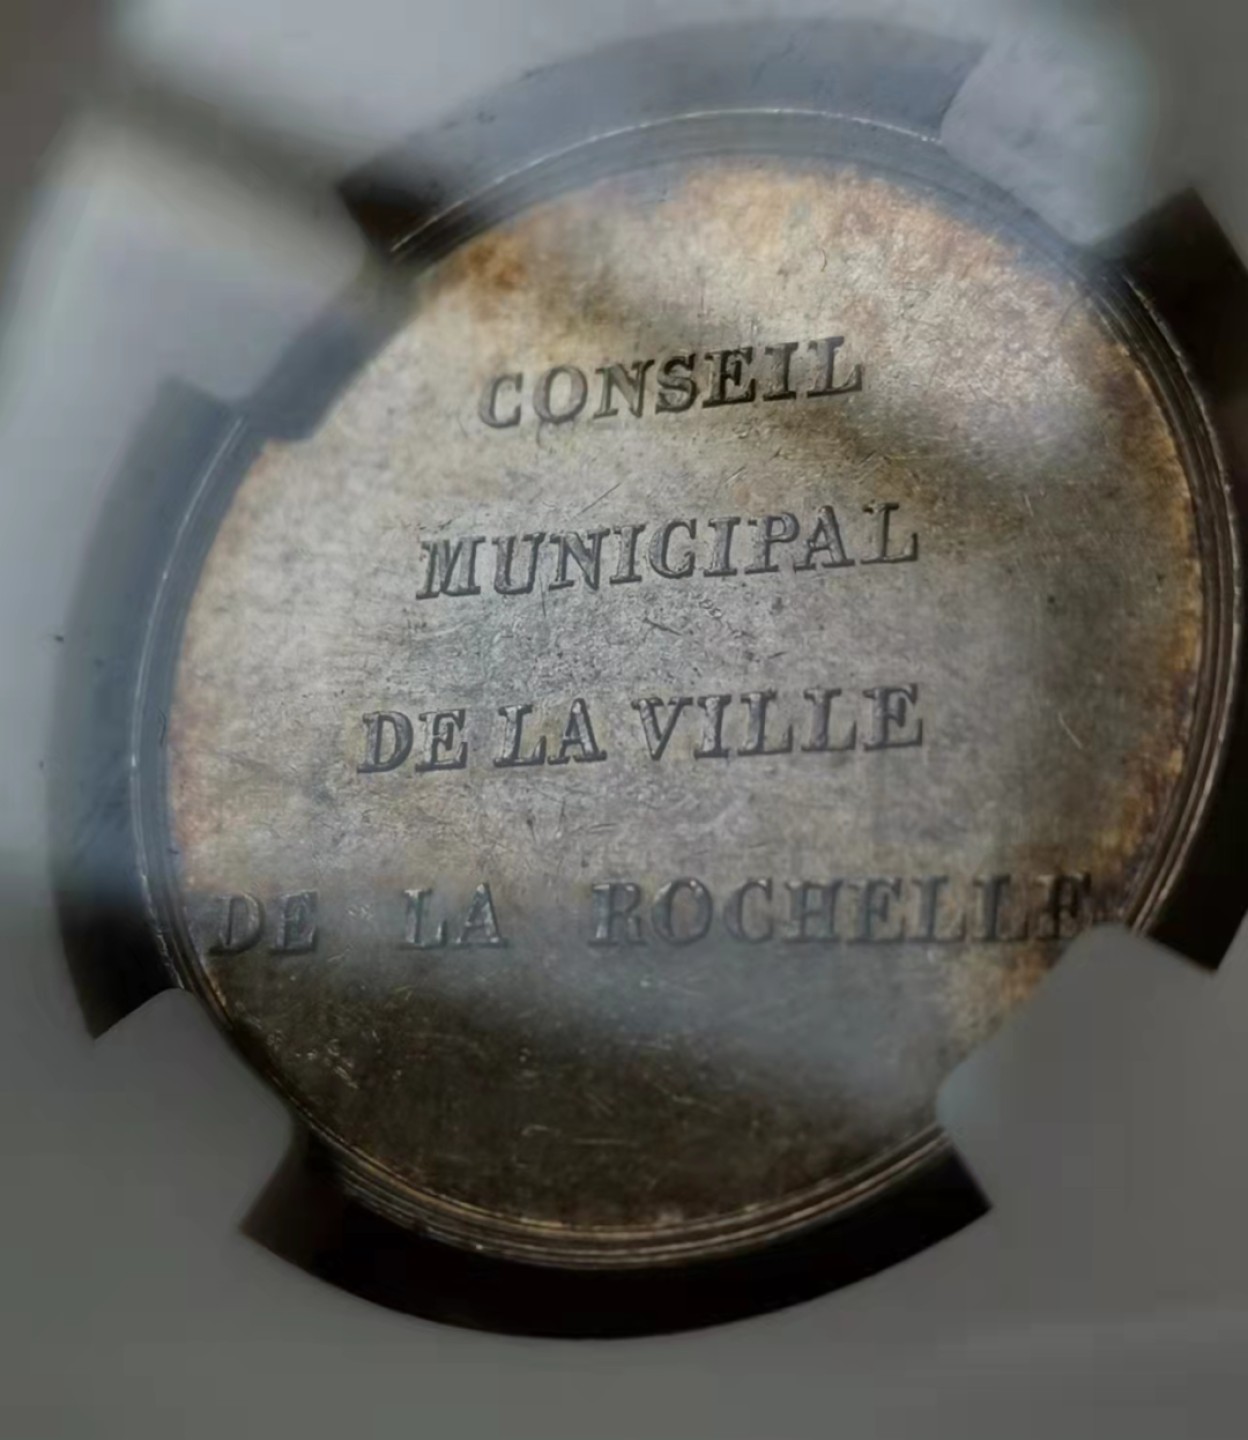 CONSEIL
MUNICIPAL
DE LA VILLE
DE LA ROCHELLE